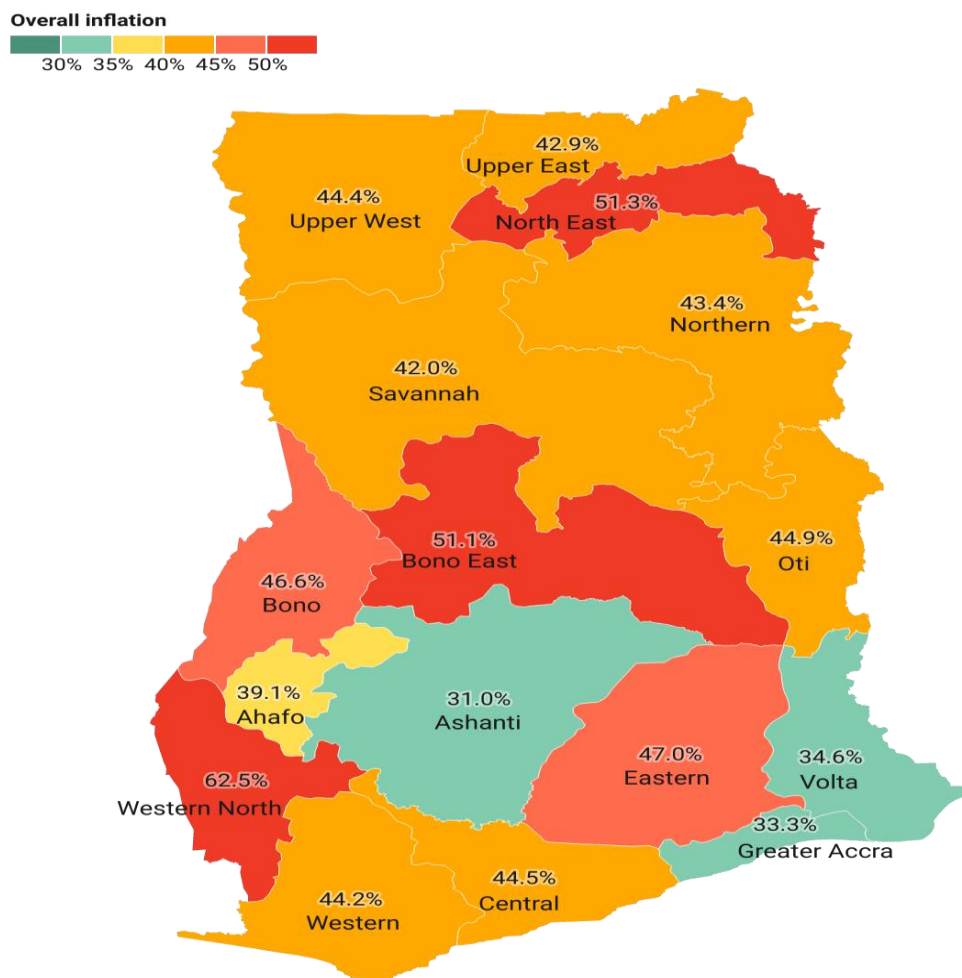 Overall inflation
30% 35% 40% 45% 50%
42.9%
Upper East
44.4%
Upper West
51.3%
North East
43.4%
Northern
42.0%
Savannah
51.1%
Bono East
44.9%
Oti
46.6%
Bono
39.1%
Ahafo
31.0%
Ashanti
47.0%
Eastern
34.6%
Volta
62.5%
Western North
33.3%
Greater Accra
44.2%
Western
44.5%
Central